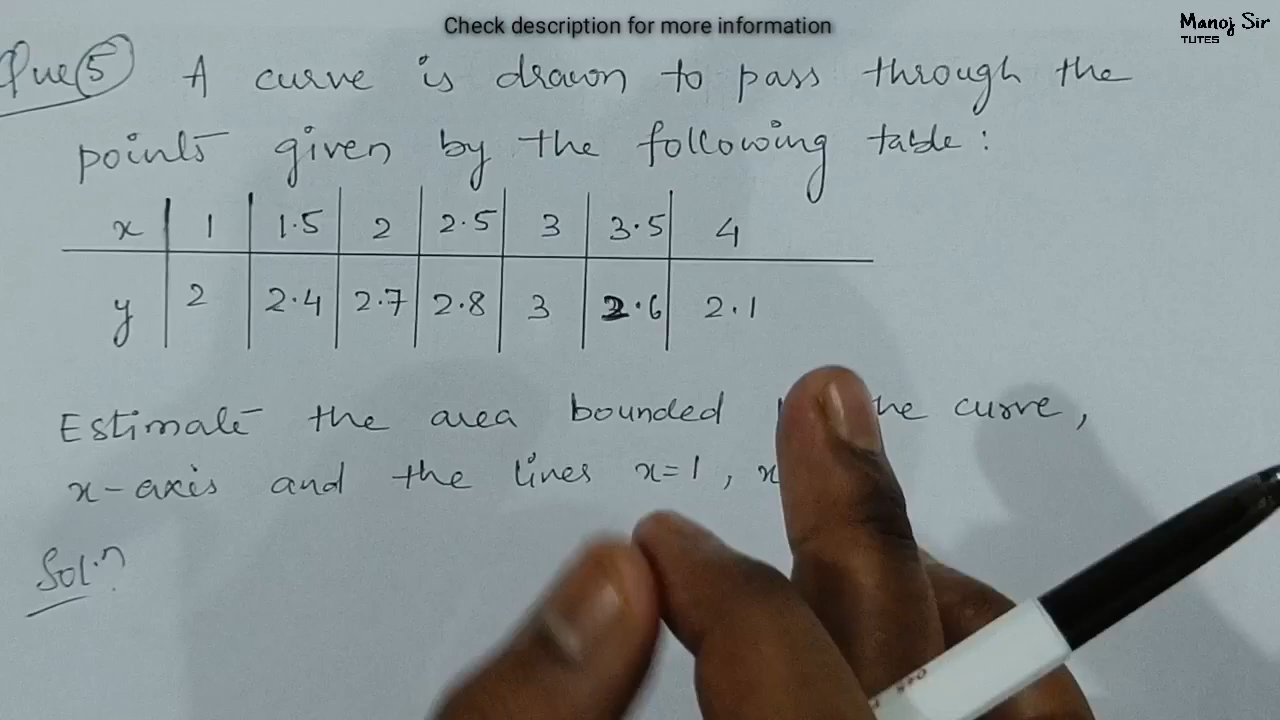 Check description for more information
Manoj Sir
TUTES
Que 5 A curve is drawn to pass through the
points given by the following table:
x 1 1.5 2 2.5 3 3.5 4
y 2 2.4 2.7 2.8 3 2.6 2.1
Estimate the area bounded curve,
x-axis and the lines x=1, x
Sol.n